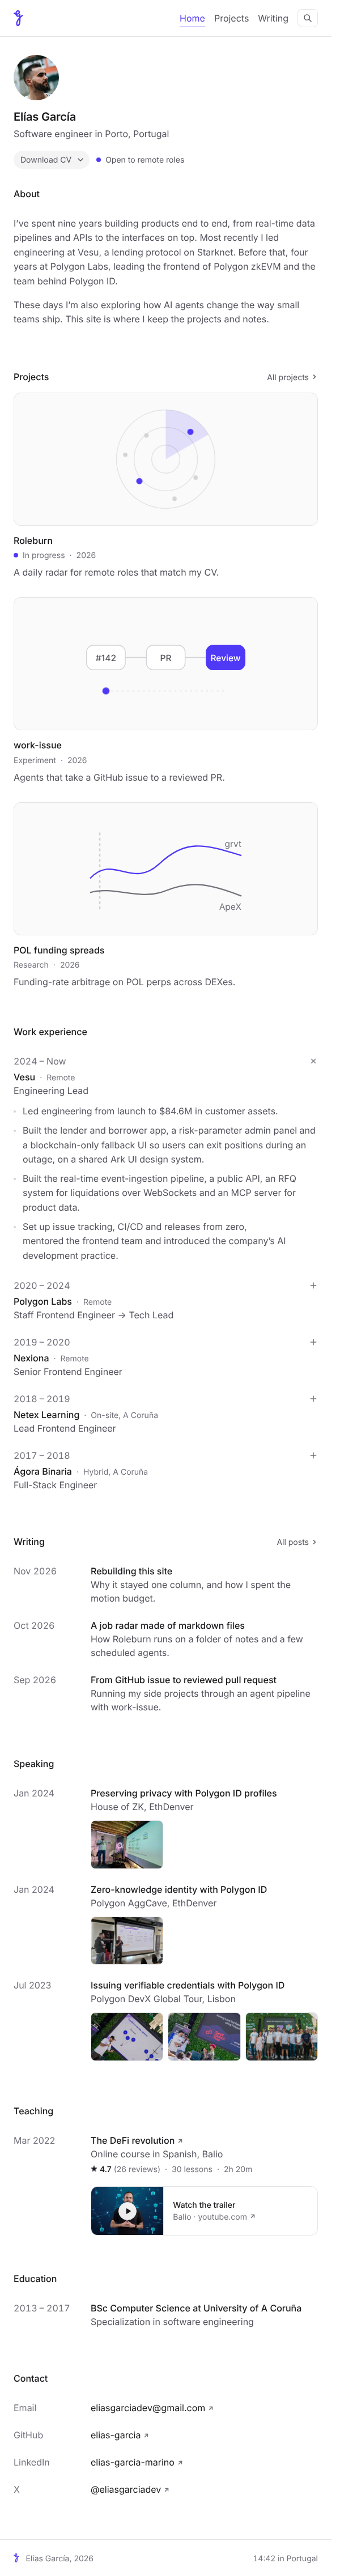 Home Projects Writing
Elías García
Software engineer in Porto, Portugal
Download CV Open to remote roles
About
I've spent nine years building products end to end, from real-time data
pipelines and APIs to the interfaces on top. Most recently I led
engineering at Vesu, a lending protocol on Starknet. Before that, four
years at Polygon Labs, leading the frontend of Polygon zkEVM and the
team behind Polygon ID.
These days I'm also exploring how AI agents change the way small
teams ship. This site is where I keep the projects and notes.
Projects All projects
Roleburn
In progress · 2026
A daily radar for remote roles that match my CV.
#142 PR Review
work-issue
Experiment · 2026
Agents that take a GitHub issue to a reviewed PR.
grvt
ApeX
POL funding spreads
Research · 2026
Funding-rate arbitrage on POL perps across DEXes.
Work experience
2024 – Now
Vesu · Remote
Engineering Lead
Led engineering from launch to $84.6M in customer assets.
Built the lender and borrower app, a risk-parameter admin panel and
a blockchain-only fallback UI so users can exit positions during an
outage, on a shared Ark UI design system.
Built the real-time event-ingestion pipeline, a public API, an RFQ
system for liquidations over WebSockets and an MCP server for
product data.
Set up issue tracking, CI/CD and releases from zero,
mentored the frontend team and introduced the company's AI
development practice.
2020 – 2024
Polygon Labs · Remote
Staff Frontend Engineer → Tech Lead
2019 – 2020
Nexiona · Remote
Senior Frontend Engineer
2018 – 2019
Netex Learning · On-site, A Coruña
Lead Frontend Engineer
2017 – 2018
Ágora Binaria · Hybrid, A Coruña
Full-Stack Engineer
Writing All posts
Nov 2026 Rebuilding this site
Why it stayed one column, and how I spent the
motion budget.
Oct 2026 A job radar made of markdown files
How Roleburn runs on a folder of notes and a few
scheduled agents.
Sep 2026 From GitHub issue to reviewed pull request
Running my side projects through an agent pipeline
with work-issue.
Speaking
Jan 2024 Preserving privacy with Polygon ID profiles
House of ZK, EthDenver
Jan 2024 Zero-knowledge identity with Polygon ID
Polygon AggCave, EthDenver
Jul 2023 Issuing verifiable credentials with Polygon ID
Polygon DevX Global Tour, Lisbon
Teaching
Mar 2022 The DeFi revolution ↗
Online course in Spanish, Balio
★ 4.7 (26 reviews) · 30 lessons · 2h 20m
Watch the trailer
Balio · youtube.com ↗
Education
2013 – 2017 BSc Computer Science at University of A Coruña
Specialization in software engineering
Contact
Email eliasgarciadev@gmail.com ↗
GitHub elias-garcia ↗
LinkedIn elias-garcia-marino ↗
X @eliasgarciadev ↗
Elías García, 2026 14:42 in Portugal